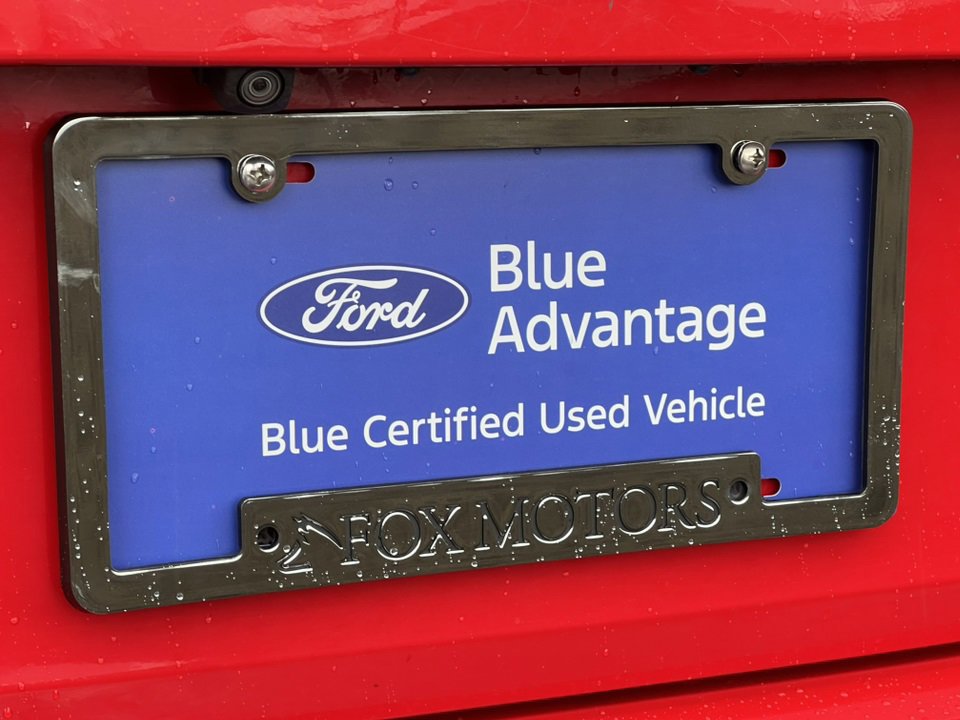 Ford
Blue
Advantage
Blue Certified Used Vehicle
FOX MOTORS